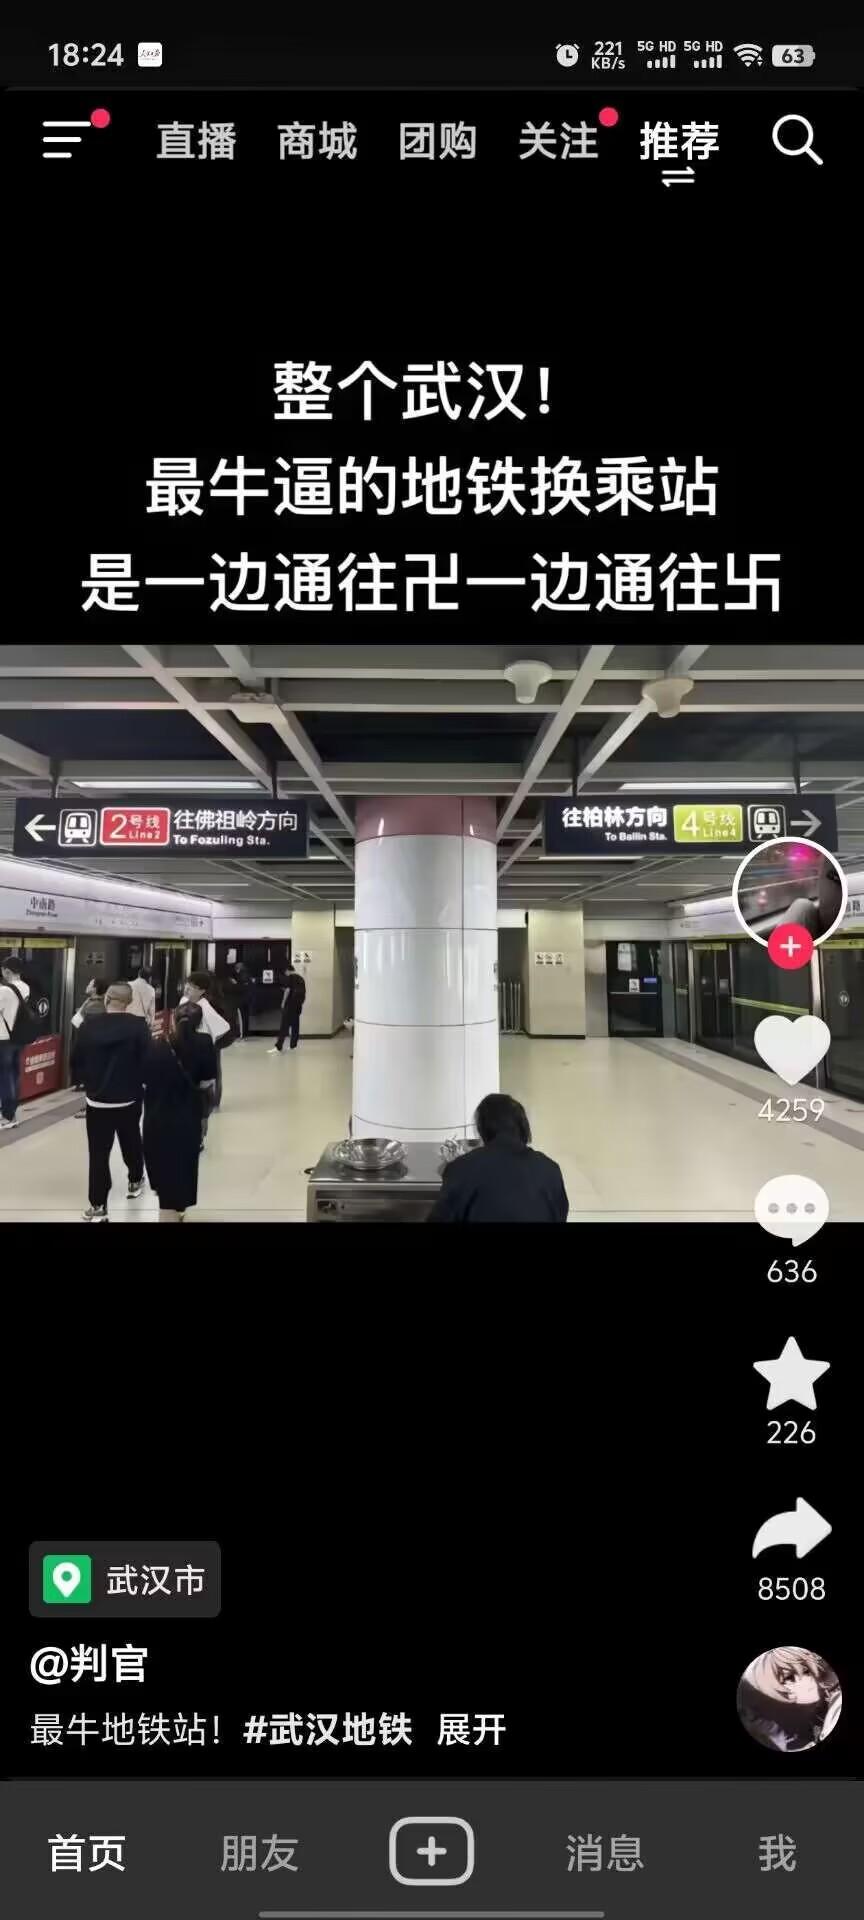 18:24
221 KB/s 5G HD 5G HD 63
直播 商城 团购 关注 推荐
整个武汉！
最牛逼的地铁换乘站
是一边通往卍一边通往卐
2号线 Line2 往佛祖岭方向 To Fozuling Sta.
往柏林方向 To Bailin Sta. 4号线 Line4
中南路
4259
636
226
8508
武汉市
@判官
最牛地铁站！#武汉地铁 展开
首页 朋友 消息 我